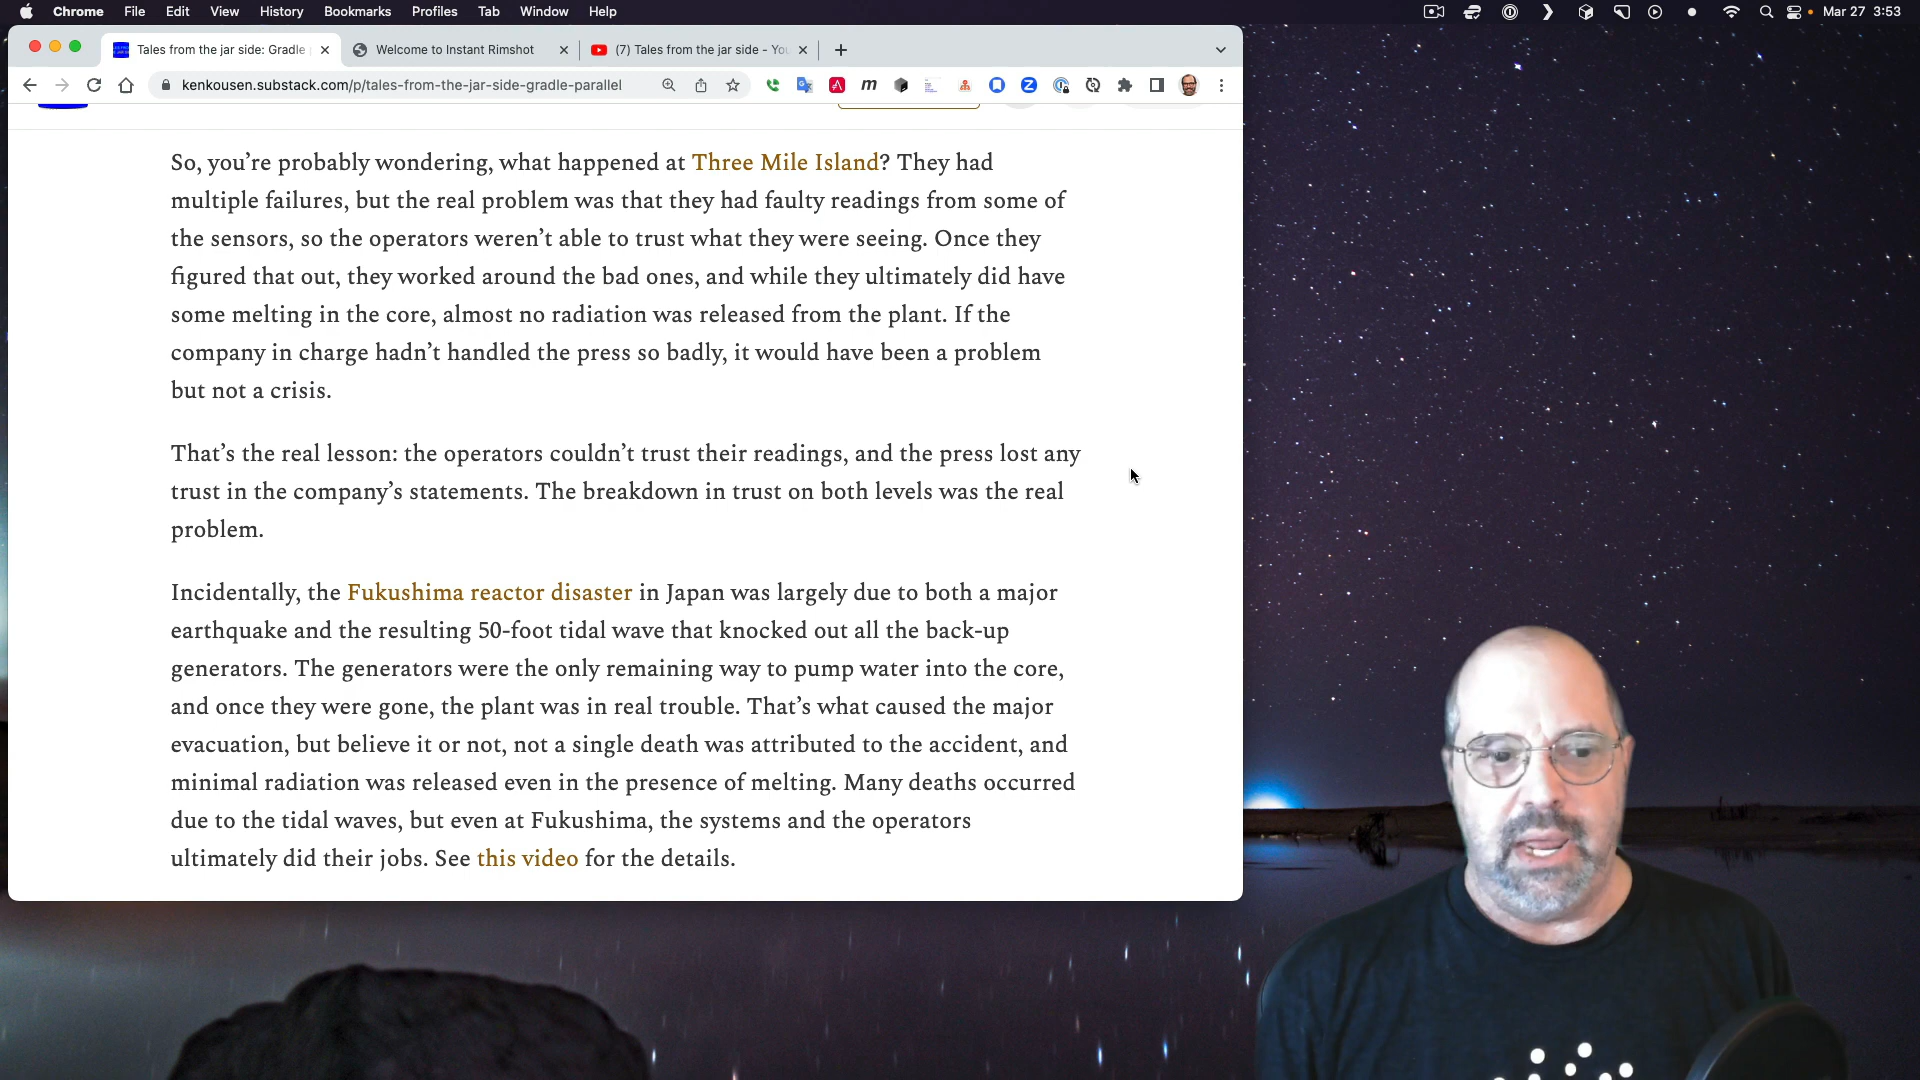 Chrome File Edit View History Bookmarks Profiles Tab Window Help
Mar 27 3:53
Tales from the jar side: Gradle
Welcome to Instant Rimshot
(7) Tales from the jar side - You
kenkousen.substack.com/p/tales-from-the-jar-side-gradle-parallel
So, you’re probably wondering, what happened at Three Mile Island? They had
multiple failures, but the real problem was that they had faulty readings from some of
the sensors, so the operators weren’t able to trust what they were seeing. Once they
figured that out, they worked around the bad ones, and while they ultimately did have
some melting in the core, almost no radiation was released from the plant. If the
company in charge hadn’t handled the press so badly, it would have been a problem
but not a crisis.
That’s the real lesson: the operators couldn’t trust their readings, and the press lost any
trust in the company’s statements. The breakdown in trust on both levels was the real
problem.
Incidentally, the Fukushima reactor disaster in Japan was largely due to both a major
earthquake and the resulting 50-foot tidal wave that knocked out all the back-up
generators. The generators were the only remaining way to pump water into the core,
and once they were gone, the plant was in real trouble. That’s what caused the major
evacuation, but believe it or not, not a single death was attributed to the accident, and
minimal radiation was released even in the presence of melting. Many deaths occurred
due to the tidal waves, but even at Fukushima, the systems and the operators
ultimately did their jobs. See this video for the details.